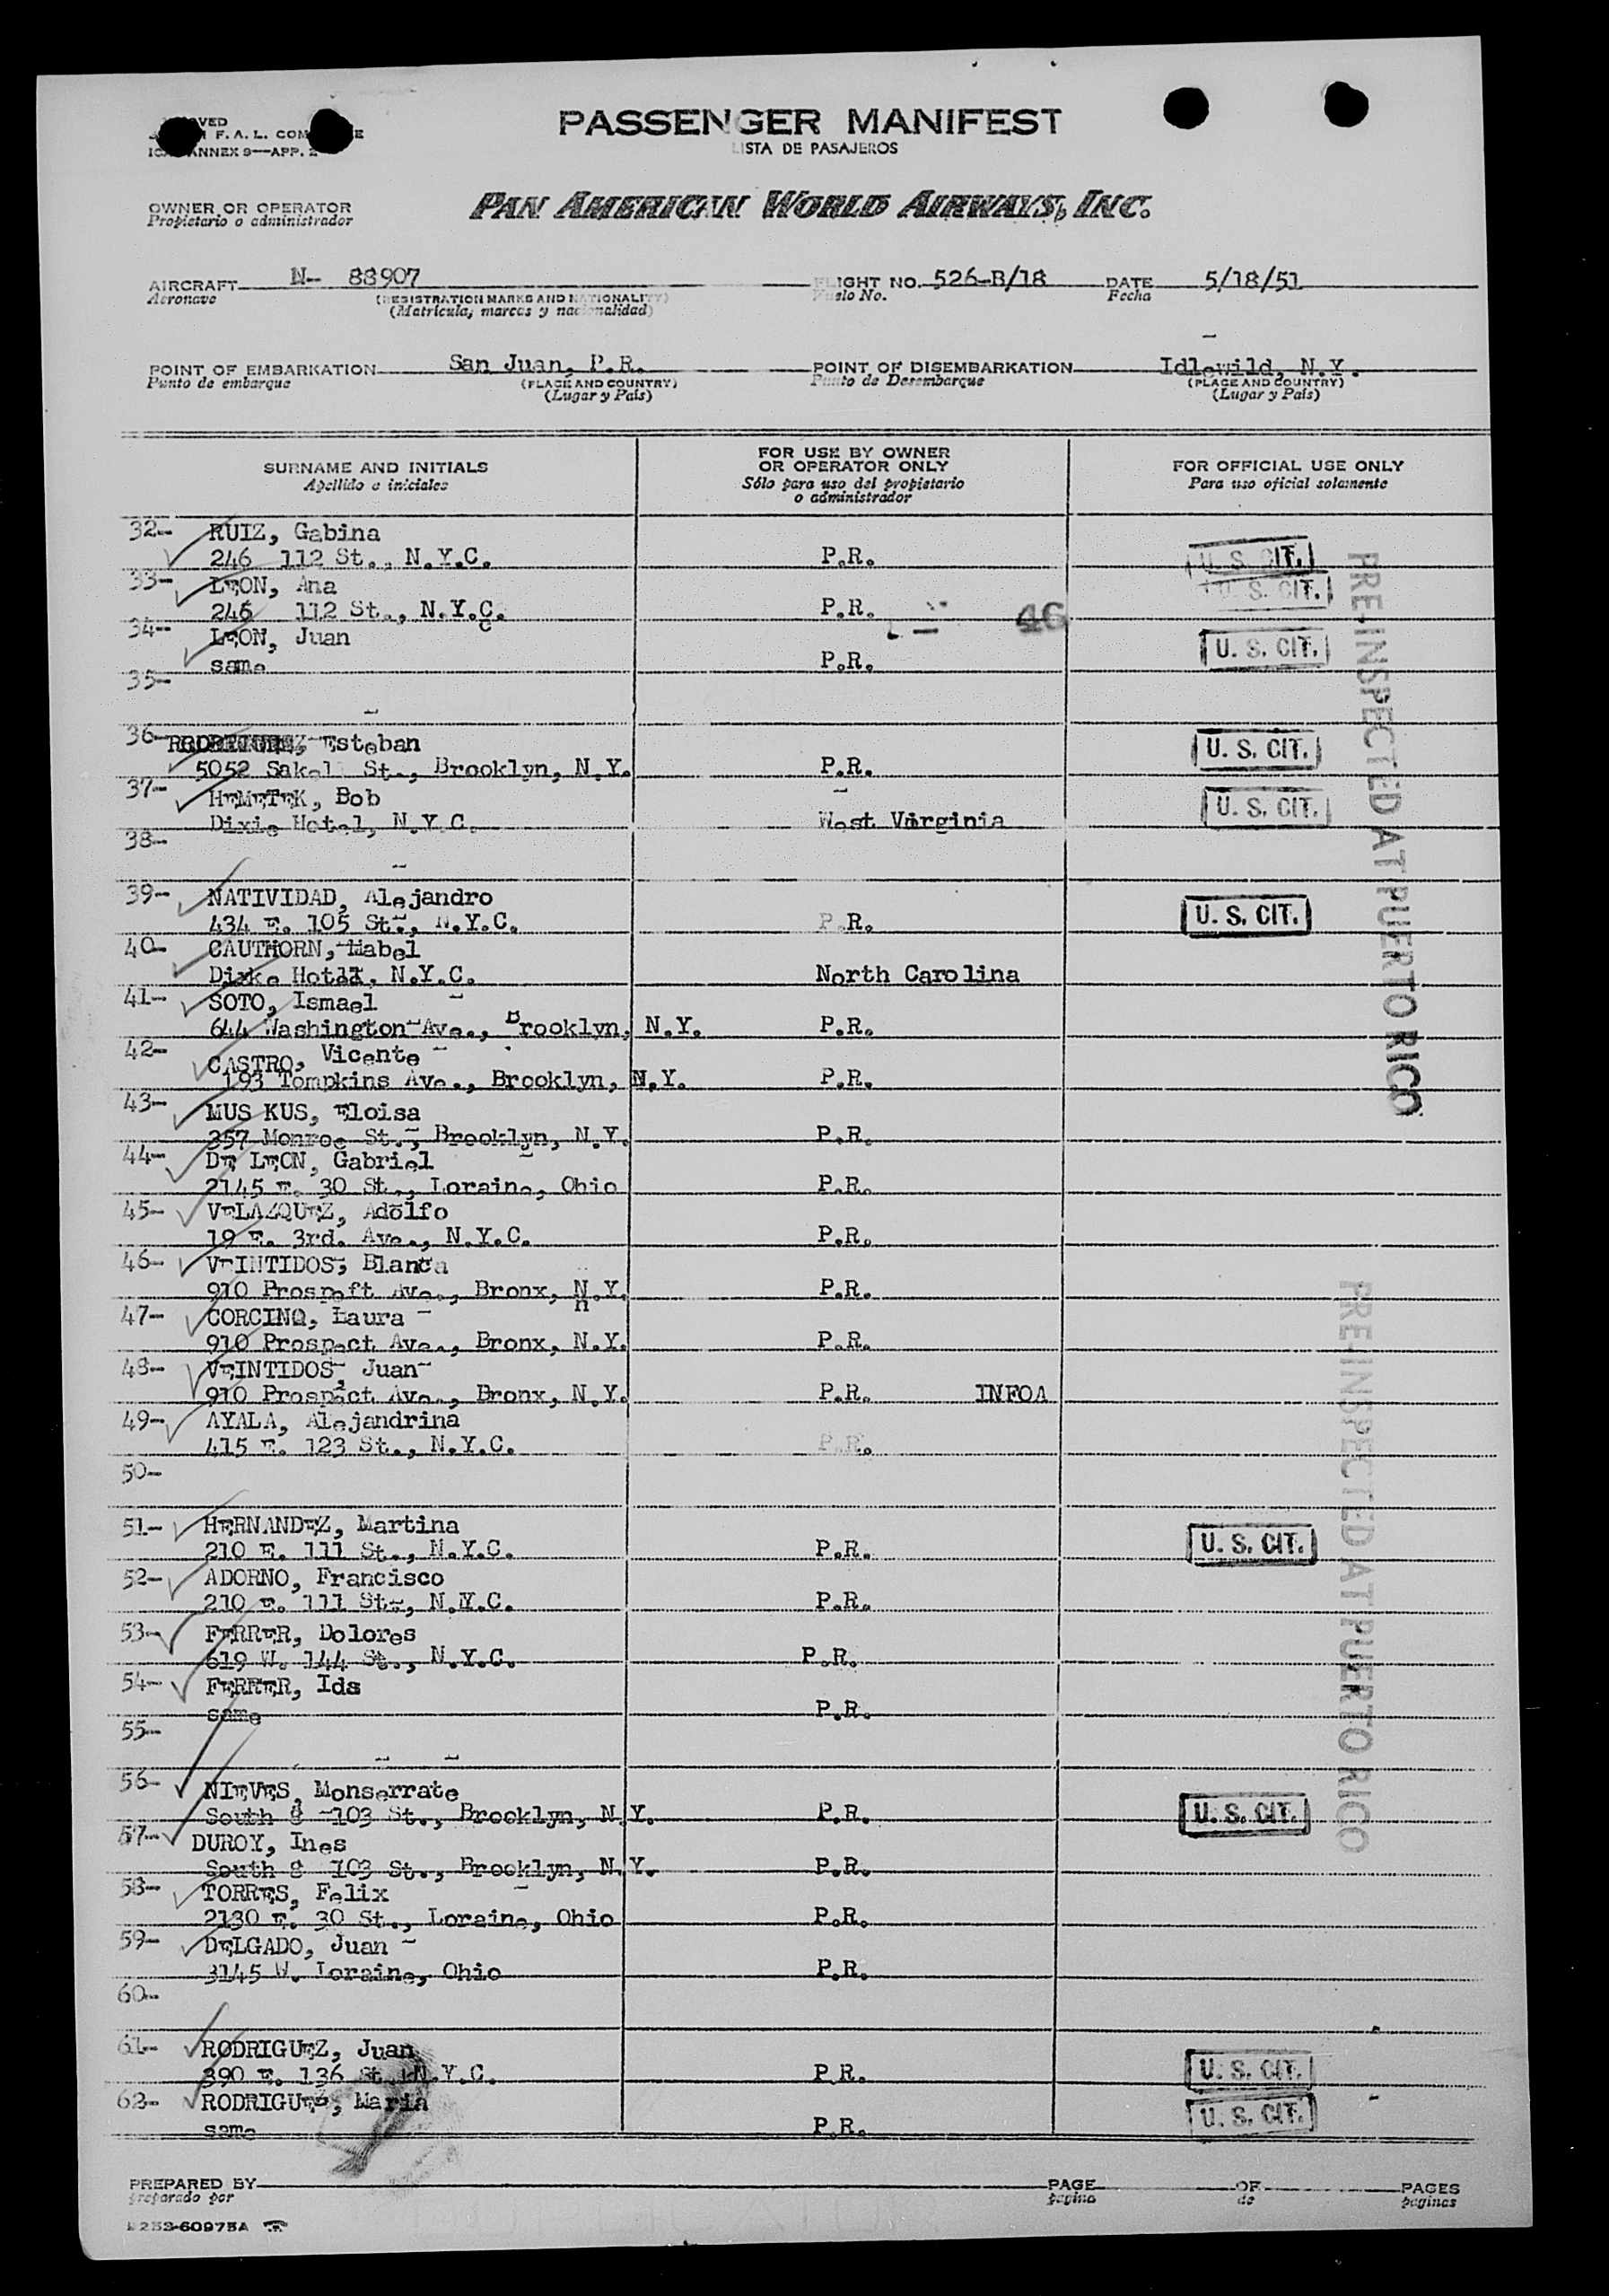 PASSENGER MANIFEST
LISTA DE PASAJEROS
F. A. L. COM
ANNEX 9—APP. 2
OWNER OR OPERATOR
Propietario o administrador
PAN AMERICAN WORLD AIRWAYS, INC.
AIRCRAFT N- 88907 FLIGHT NO. 526-B/18 DATE 5/18/51
Aeronave (REGISTRATION MARKS AND NATIONALITY) Vuelo No. Fecha
(Matricula, marcas y nacionalidad)
POINT OF EMBARKATION San Juan, P.R. POINT OF DISEMBARKATION Idlewild, N.Y.
Punto de embarque (PLACE AND COUNTRY) Punto de Desembarque (PLACE AND COUNTRY)
(Lugar y País) (Lugar y País)
SURNAME AND INITIALS
Apellido e iniciales
FOR USE BY OWNER
OR OPERATOR ONLY
Sólo para uso del propietario
o administrador
FOR OFFICIAL USE ONLY
Para uso oficial solamente
32- RUIZ, Gabina
246 112 St., N.Y.C. P.R. U. S. CIT.
33- LEON, Ana U. S. CIT.
246 112 St., N.Y.C. P.R. 46
34- LEON, Juan U. S. CIT.
same P.R.
35-
36- Esteban U. S. CIT.
5052 St., Brooklyn, N.Y. P.R.
37- HEMETEK, Bob U. S. CIT.
Dixie Hotel, N.Y.C. West Virginia
38-
39- NATIVIDAD, Alejandro U. S. CIT.
434 E. 105 St., N.Y.C. P.R.
40- CAUTHORN, Mabel
Hotel, N.Y.C. North Carolina
41- SOTO, Ismael
644 Washington Ave., Brooklyn, N.Y. P.R.
42- CASTRO, Vicente
193 Tompkins Ave., Brooklyn, N.Y. P.R.
43- MUS KUS, Eloisa
357 Monroe St., Brooklyn, N.Y. P.R.
44- DE LEON, Gabriel
2145 E. 30 St., Loraine, Ohio P.R.
45- VELAZQUEZ, Adolfo
19 E. 3rd. Ave., N.Y.C. P.R.
46- VEINTIDOS, Blanca
910 Prospeft Ave., Bronx, N.Y. P.R.
47- CORCINO, Laura
910 Prospect Ave., Bronx, N.Y. P.R.
48- VEINTIDOS, Juan
910 Prospect Ave., Bronx, N.Y. P.R. INFOA
49- AYALA, Alejandrina
415 E. 123 St., N.Y.C. P.R.
50-
51- HERNANDEZ, Martina U. S. CIT.
210 E. 111 St., N.Y.C. P.R.
52- ADORNO, Francisco
210 E. 111 St., N.Y.C. P.R.
53- FERRER, Dolores
619 W. 144 St., N.Y.C. P.R.
54- FERRER, Ida
same P.R.
55-
56- NIEVES, Monserrate
South 8 -103 St., Brooklyn, N.Y. P.R. U. S. CIT.
57- DUROY, Ines
South 8 103 St., Brooklyn, N.Y. P.R.
58- TORRES, Felix
2130 E. 30 St., Loraine, Ohio P.R.
59- DELGADO, Juan
3145 W. Loraine, Ohio P.R.
60-
61- RODRIGUEZ, Juan
390 E. 136 St., N.Y.C. P.R. U. S. CIT.
62- RODRIGUEZ, Maria U. S. CIT.
same P.R.
PRE-INSPECTED AT PUERTO RICO
PRE-INSPECTED AT PUERTO RICO
PREPARED BY PAGE OF PAGES
preparado por pagina de paginas
253-60975A